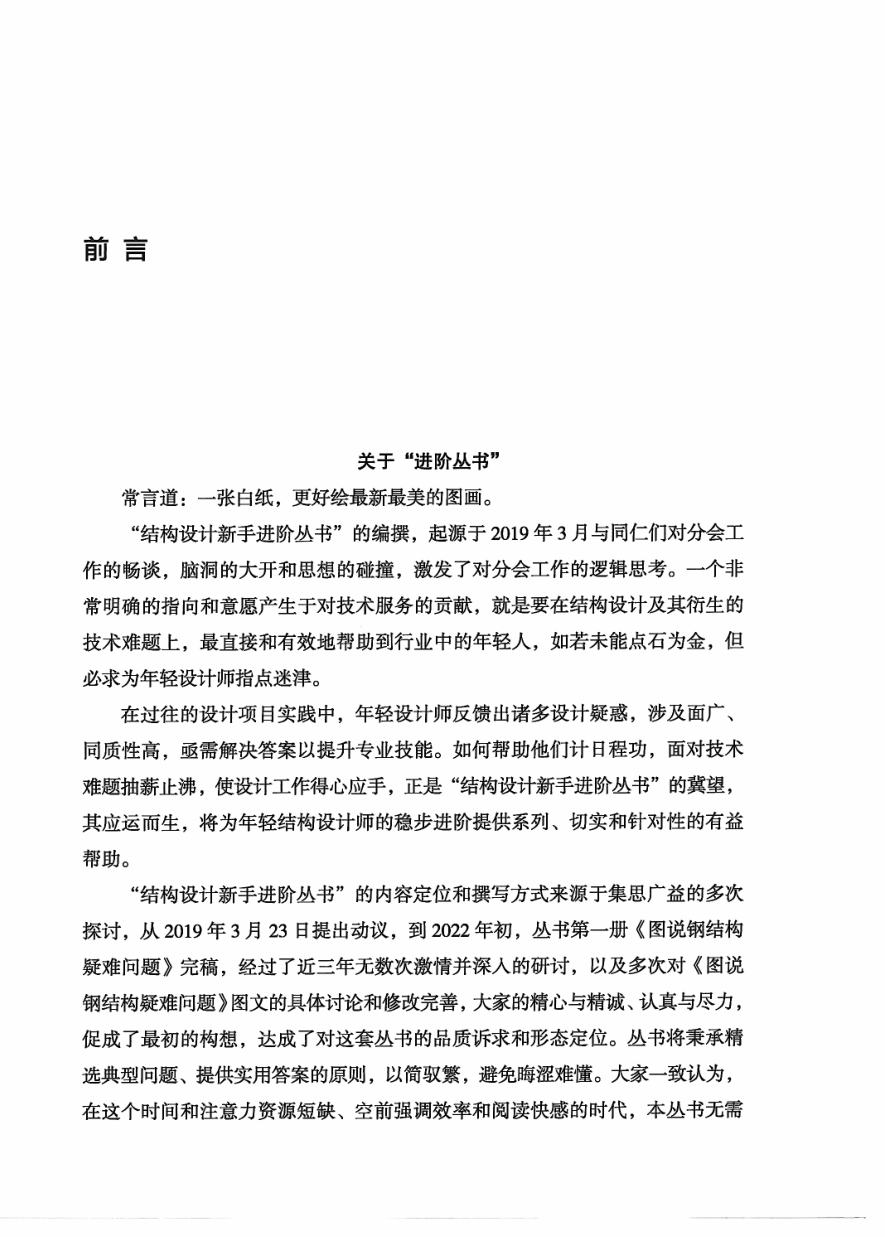 前言
关于“进阶丛书”
常言道：一张白纸，更好绘最新最美的图画。
“结构设计新手进阶丛书”的编撰，起源于 2019 年 3 月与同仁们对分会工
作的畅谈，脑洞的大开和思想的碰撞，激发了对分会工作的逻辑思考。一个非
常明确的指向和意愿产生于对技术服务的贡献，就是要在结构设计及其衍生的
技术难题上，最直接和有效地帮助到行业中的年轻人，如若未能点石为金，但
必求为年轻设计师指点迷津。
在过往的设计项目实践中，年轻设计师反馈出诸多设计疑惑，涉及面广、
同质性高，亟需解决答案以提升专业技能。如何帮助他们计日程功，面对技术
难题抽薪止沸，使设计工作得心应手，正是“结构设计新手进阶丛书”的冀望，
其应运而生，将为年轻结构设计师的稳步进阶提供系列、切实和针对性的有益
帮助。
“结构设计新手进阶丛书”的内容定位和撰写方式来源于集思广益的多次
探讨，从 2019 年 3 月 23 日提出动议，到 2022 年初，丛书第一册《图说钢结构
疑难问题》完稿，经过了近三年无数次激情并深入的研讨，以及多次对《图说
钢结构疑难问题》图文的具体讨论和修改完善，大家的精心与精诚、认真与尽力，
促成了最初的构想，达成了对这套丛书的品质诉求和形态定位。丛书将秉承精
选典型问题、提供实用答案的原则，以简驭繁，避免晦涩难懂。大家一致认为，
在这个时间和注意力资源短缺、空前强调效率和阅读快感的时代，本丛书无需